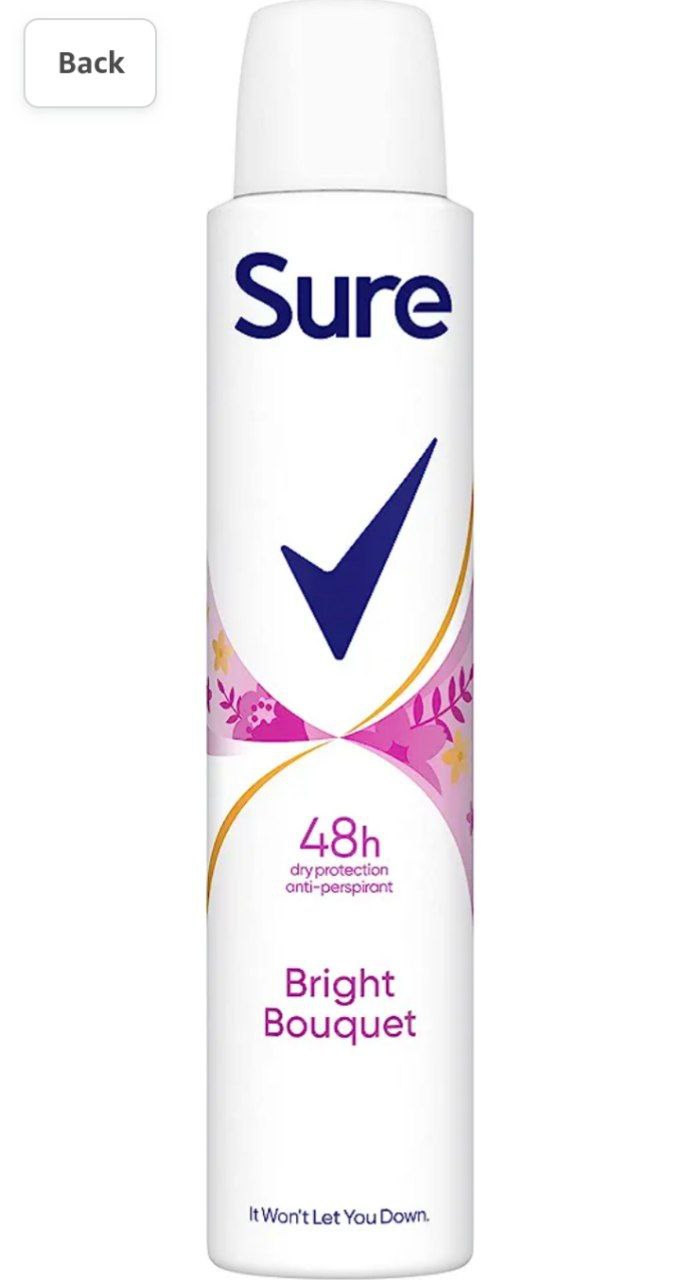 Back
Sure
48h
dry protection
anti-perspirant
Bright
Bouquet
It Won't Let You Down.